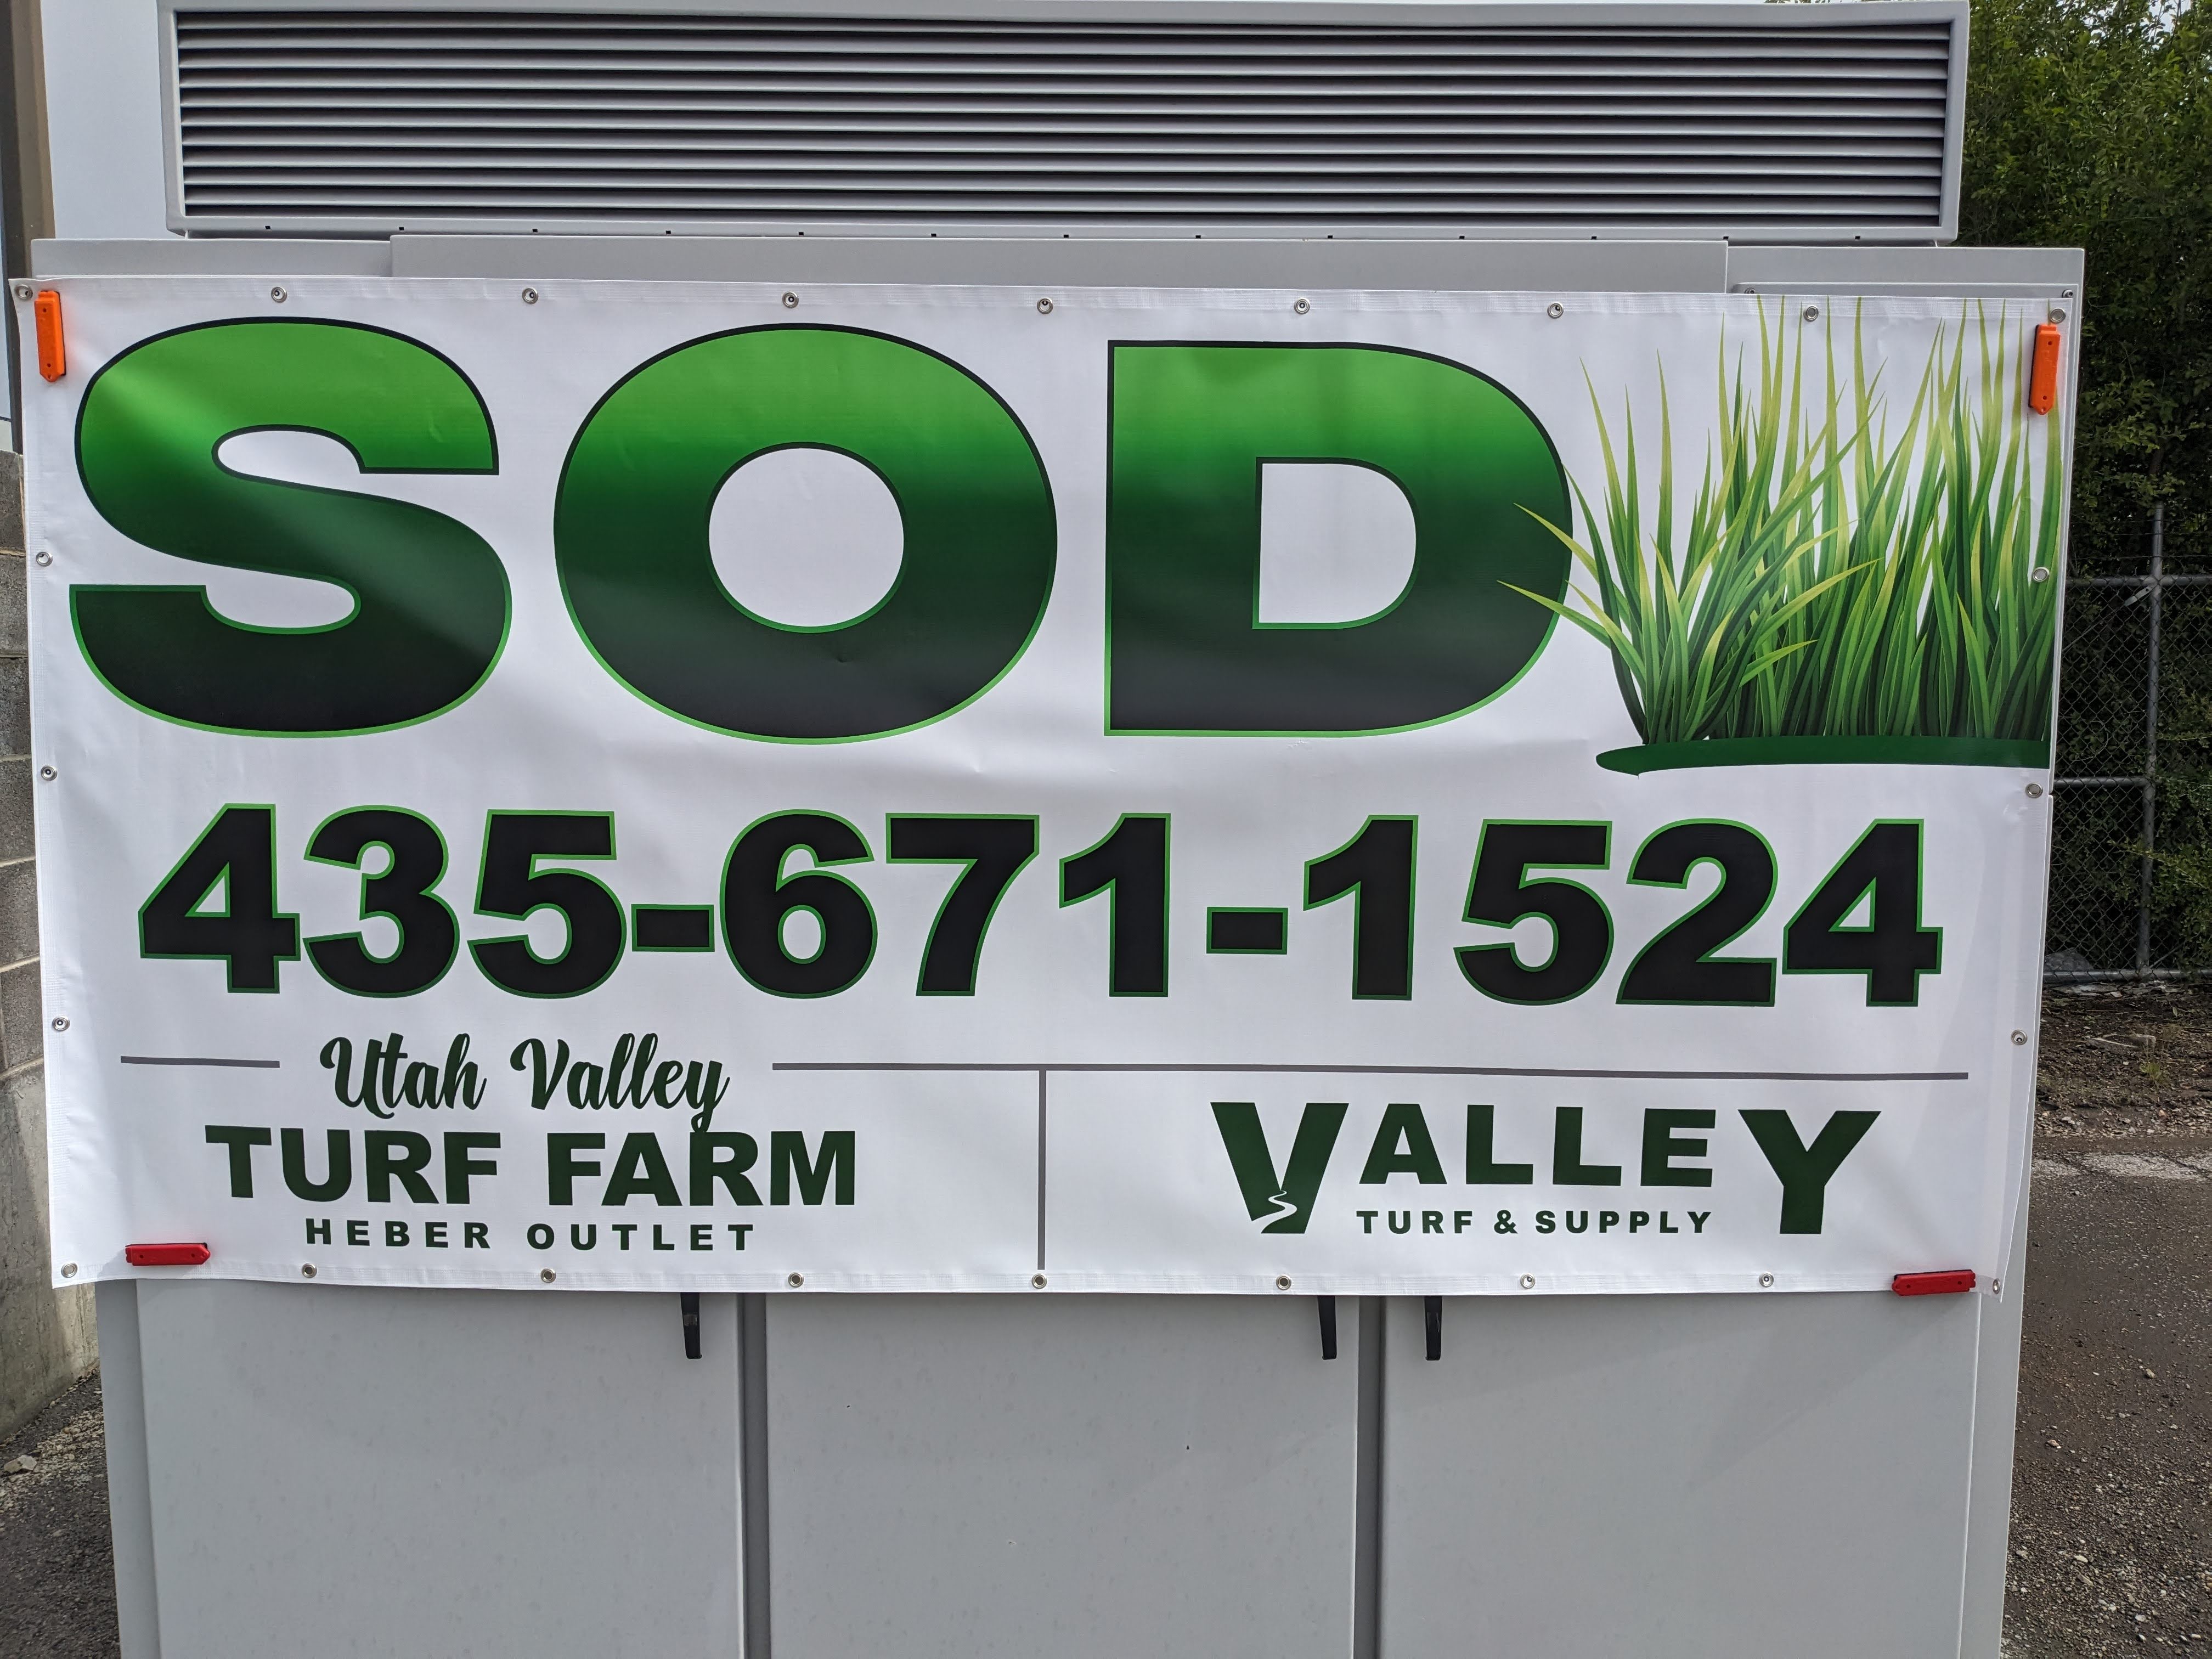 SOD
435-671-1524
Utah Valley
TURF FARM
HEBER OUTLET
VALLEY
TURF & SUPPLY